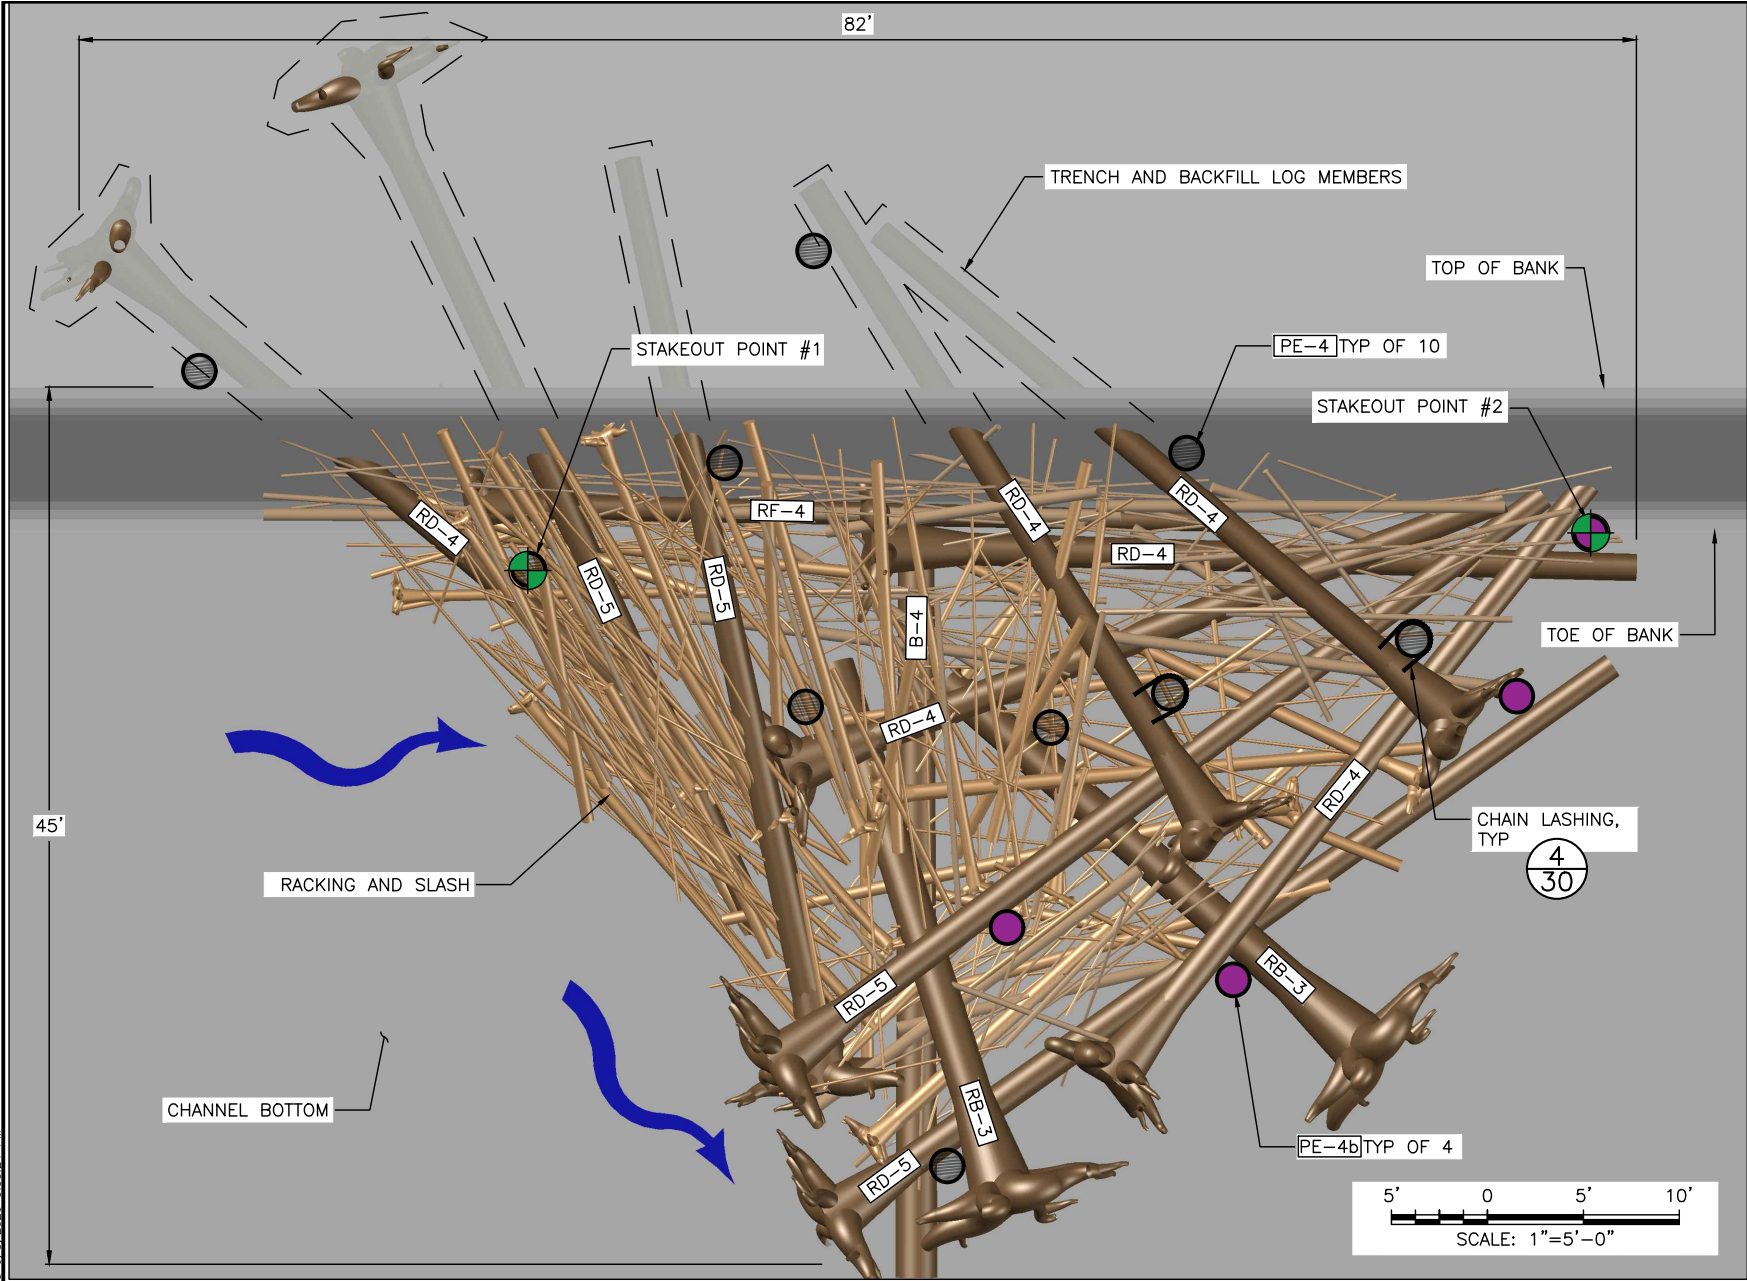 82'
TRENCH AND BACKFILL LOG MEMBERS
TOP OF BANK
STAKEOUT POINT #1
PE-4 TYP OF 10
STAKEOUT POINT #2
RD-4
RF-4
RD-4
RD-4
RD-4
RD-5
RD-5
B-4
TOE OF BANK
RD-4
RD-4
45'
CHAIN LASHING,
TYP
4
30
RACKING AND SLASH
RD-5
RB-3
CHANNEL BOTTOM
RB-3
RD-5
PE-4b TYP OF 4
5' 0 5' 10'
SCALE: 1"=5'-0"